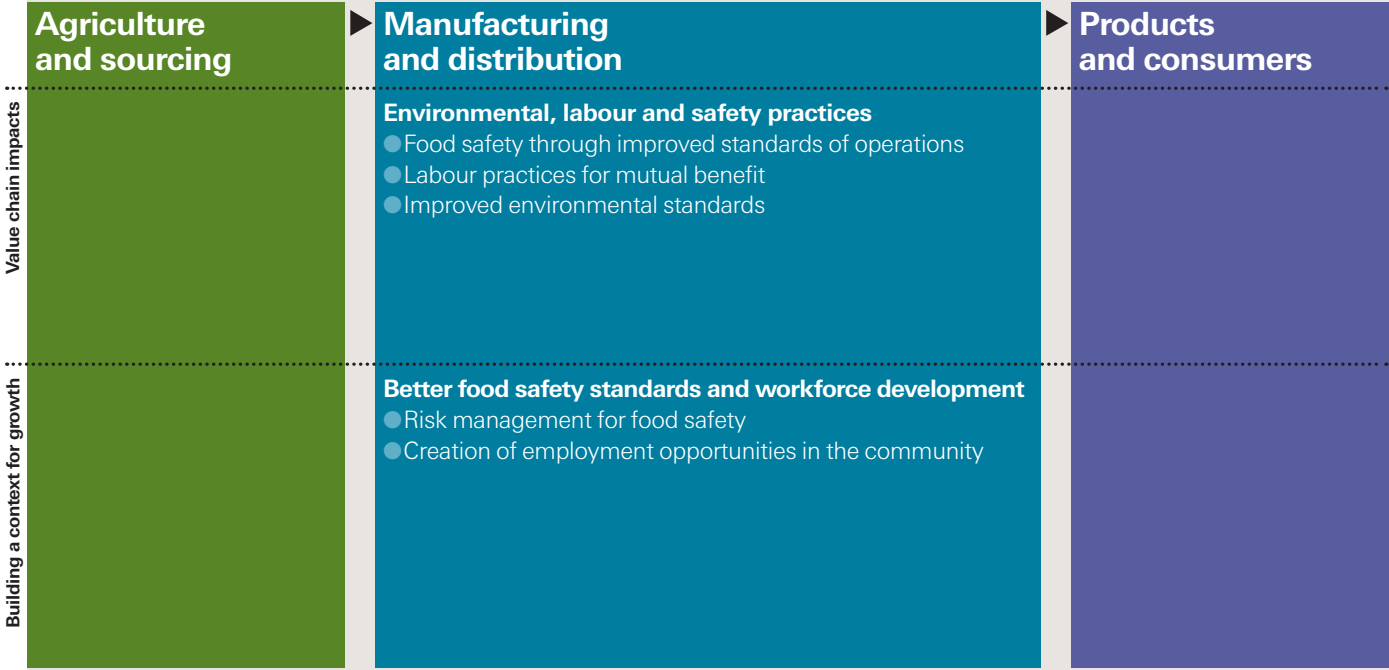 Agriculture
and sourcing
Manufacturing
and distribution
Products
and consumers
Value chain impacts
Environmental, labour and safety practices
Food safety through improved standards of operations
Labour practices for mutual benefit
Improved environmental standards
Building a context for growth
Better food safety standards and workforce development
Risk management for food safety
Creation of employment opportunities in the community